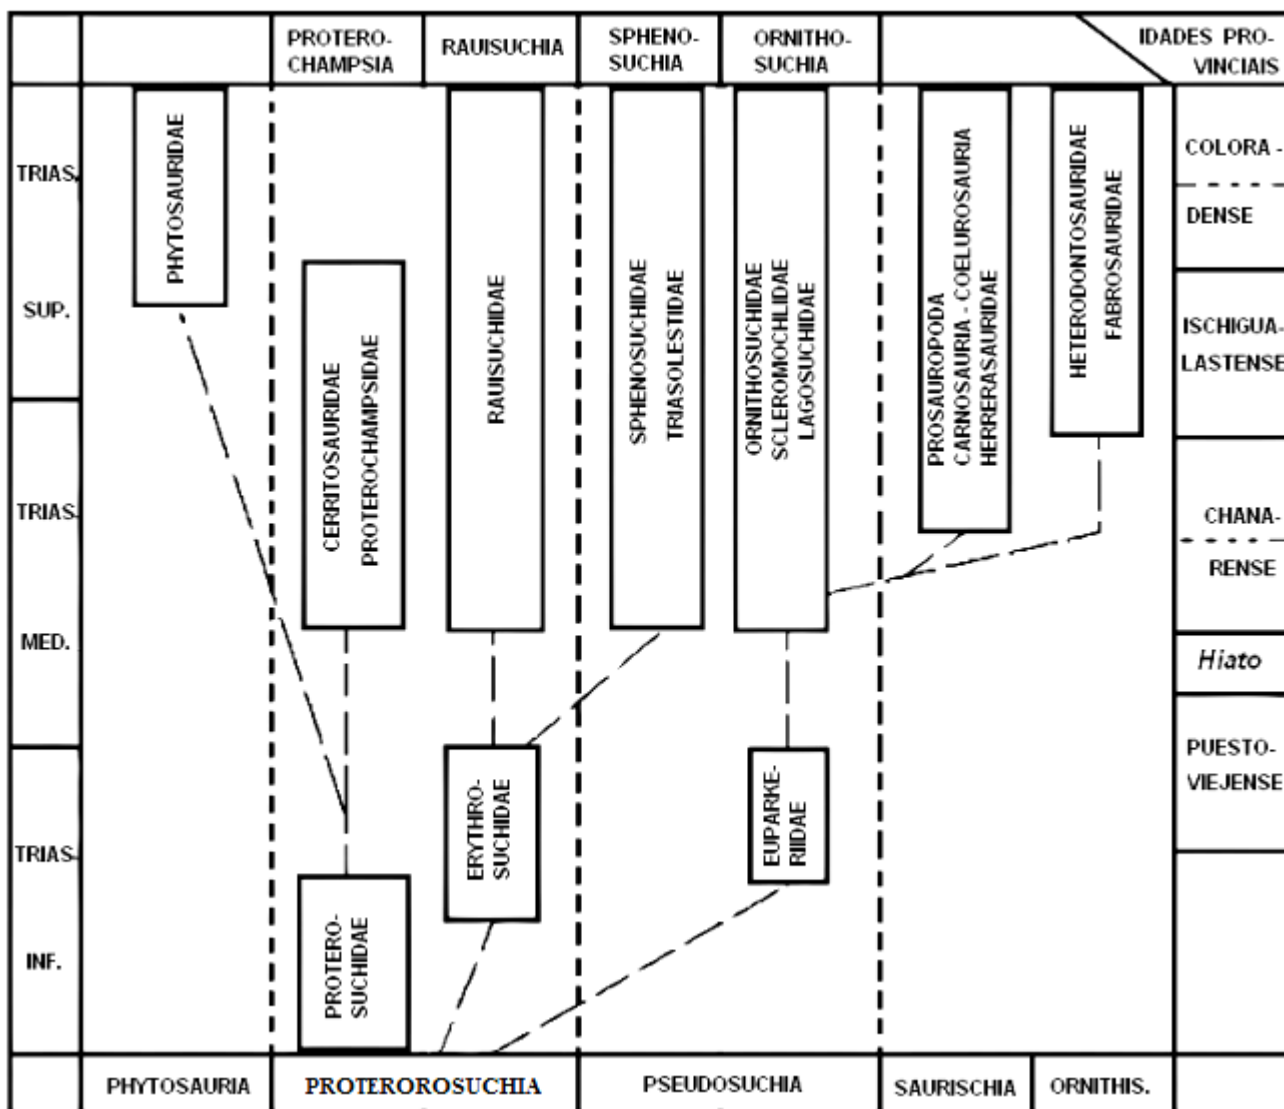 PROTERO-
CHAMPSIA
RAUISUCHIA
SPHENO-
SUCHIA
ORNITHO-
SUCHIA
IDADES PRO-
VINCIAIS
TRIAS.
SUP.
TRIAS.
MED.
TRIAS.
INF.
PHYTOSAURIDAE
CERRITOSAURIDAE
PROTEROCHAMPSIDAE
RAUISUCHIDAE
SPHENOSUCHIDAE
TRIASOLESTIDAE
ORNITHOSUCHIDAE
SCLEROMOCHLIDAE
LAGOSUCHIDAE
PROSAUROPODA
CARNOSAURIA - COELUROSAURIA
HERRERASAURIDAE
HETERODONTOSAURIDAE
FABROSAURIDAE
PROTERO-
SUCHIDAE
ERYTHRO-
SUCHIDAE
EUPARKE-
RIIDAE
COLORA -
DENSE
ISCHIGUA-
LASTENSE
CHANA-
RENSE
Hiato
PUESTO-
VIEJENSE
PHYTOSAURIA
PROTEROROSUCHIA
PSEUDOSUCHIA
SAURISCHIA
ORNITHIS.